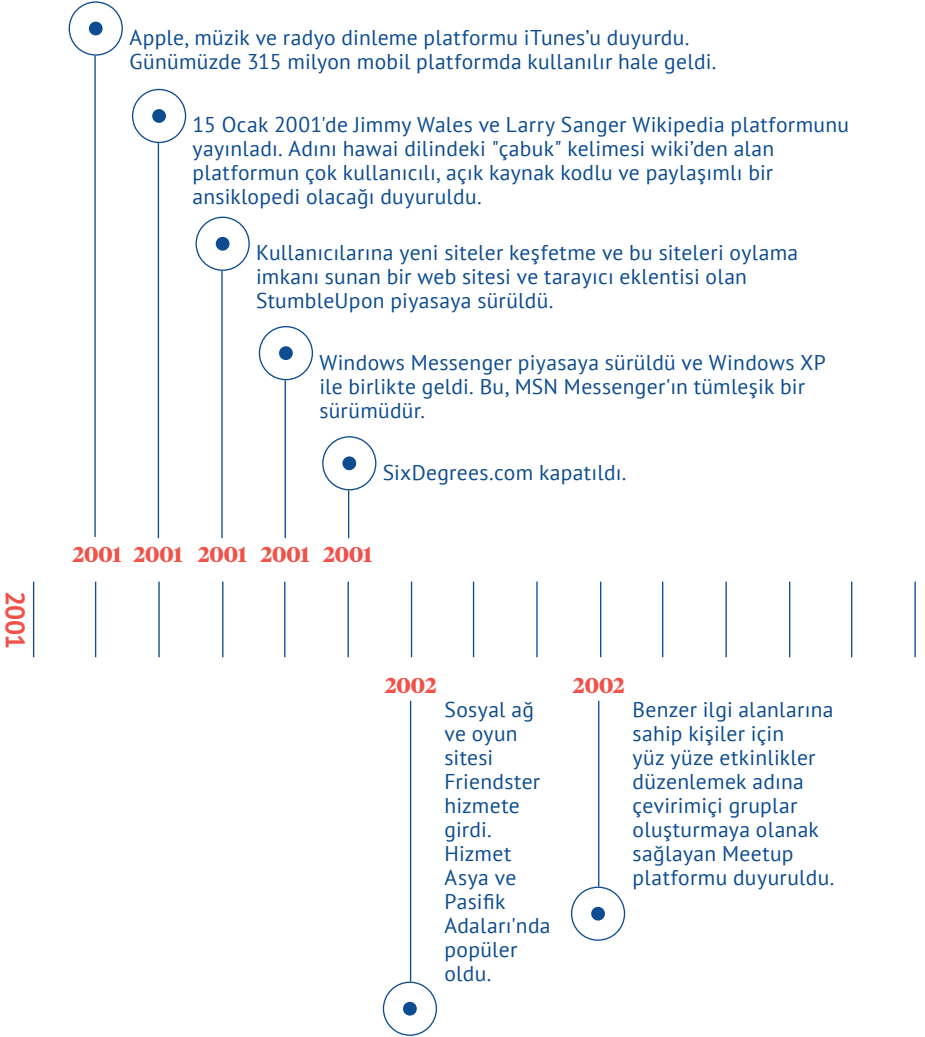 Apple, müzik ve radyo dinleme platformu iTunes’u duyurdu.
Günümüzde 315 milyon mobil platformda kullanılır hale geldi.
15 Ocak 2001'de Jimmy Wales ve Larry Sanger Wikipedia platformunu
yayınladı. Adını hawai dilindeki "çabuk" kelimesi wiki’den alan
platformun çok kullanıcılı, açık kaynak kodlu ve paylaşımlı bir
ansiklopedi olacağı duyuruldu.
Kullanıcılarına yeni siteler keşfetme ve bu siteleri oylama
imkanı sunan bir web sitesi ve tarayıcı eklentisi olan
StumbleUpon piyasaya sürüldü.
Windows Messenger piyasaya sürüldü ve Windows XP
ile birlikte geldi. Bu, MSN Messenger'ın tümleşik bir
sürümüdür.
SixDegrees.com kapatıldı.
2001 2001 2001 2001 2001
2001
2002
Sosyal ağ
ve oyun
sitesi
Friendster
hizmete
girdi.
Hizmet
Asya ve
Pasifik
Adaları'nda
popüler
oldu.
2002
Benzer ilgi alanlarına
sahip kişiler için
yüz yüze etkinlikler
düzenlemek adına
çevirimiçi gruplar
oluşturmaya olanak
sağlayan Meetup
platformu duyuruldu.